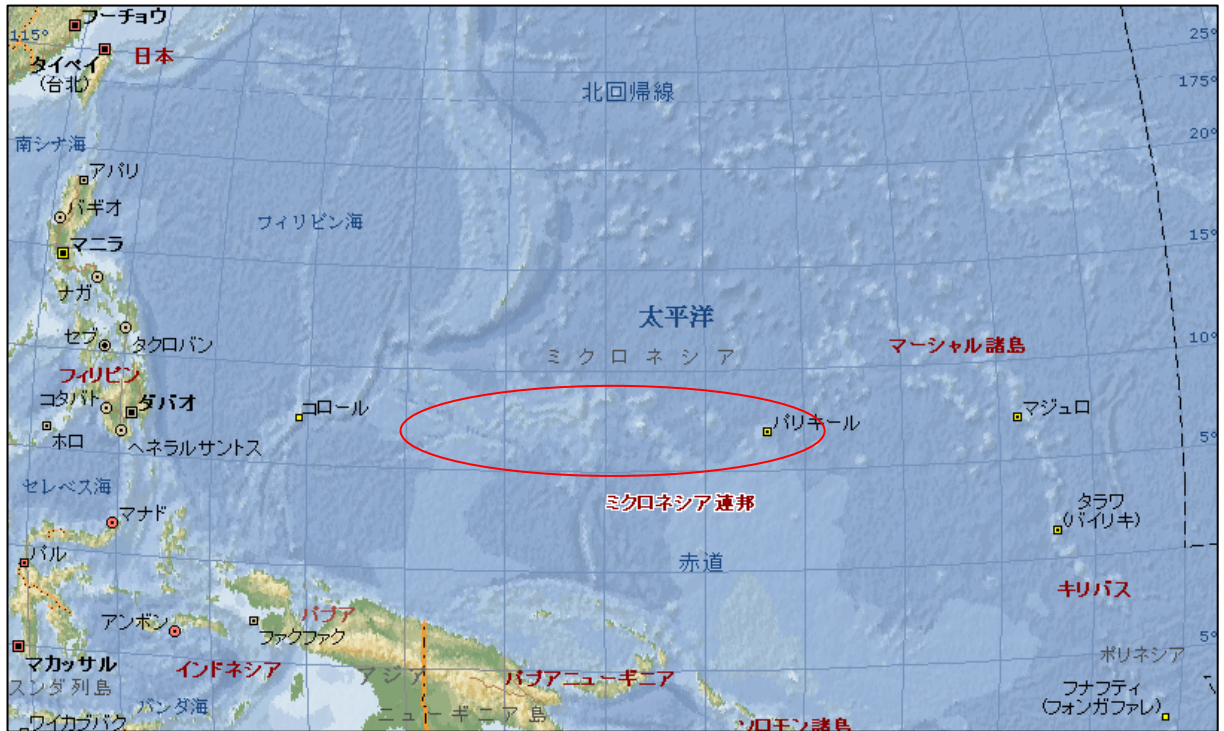 フーチョウ
115°
日本
25°
タイペイ
(台北)
175°
北回帰線
20°
南シナ海
アパリ
バギオ
フィリピン海
マニラ
15°
ナガ
太平洋
タクロバン
セブ
10°
マーシャル諸島
ミクロネシア
フィリピン
コタバト
ダバオ
コロール
マジュロ
パリキール
ホロ
ヘネラルサントス
5°
セレベス海
ミクロネシア連邦
タラワ
(バイリキ)
マナド
パル
赤道
キリバス
パプア
アンボン
ファクファク
5°
マカッサル
インドネシア
アジア
パプアニューギニア
ポリネシア
スンダ列島
バンダ海
ニューギニア島
フナフティ
(フォンガファレ)
ワイカブバク
ソロモン諸島